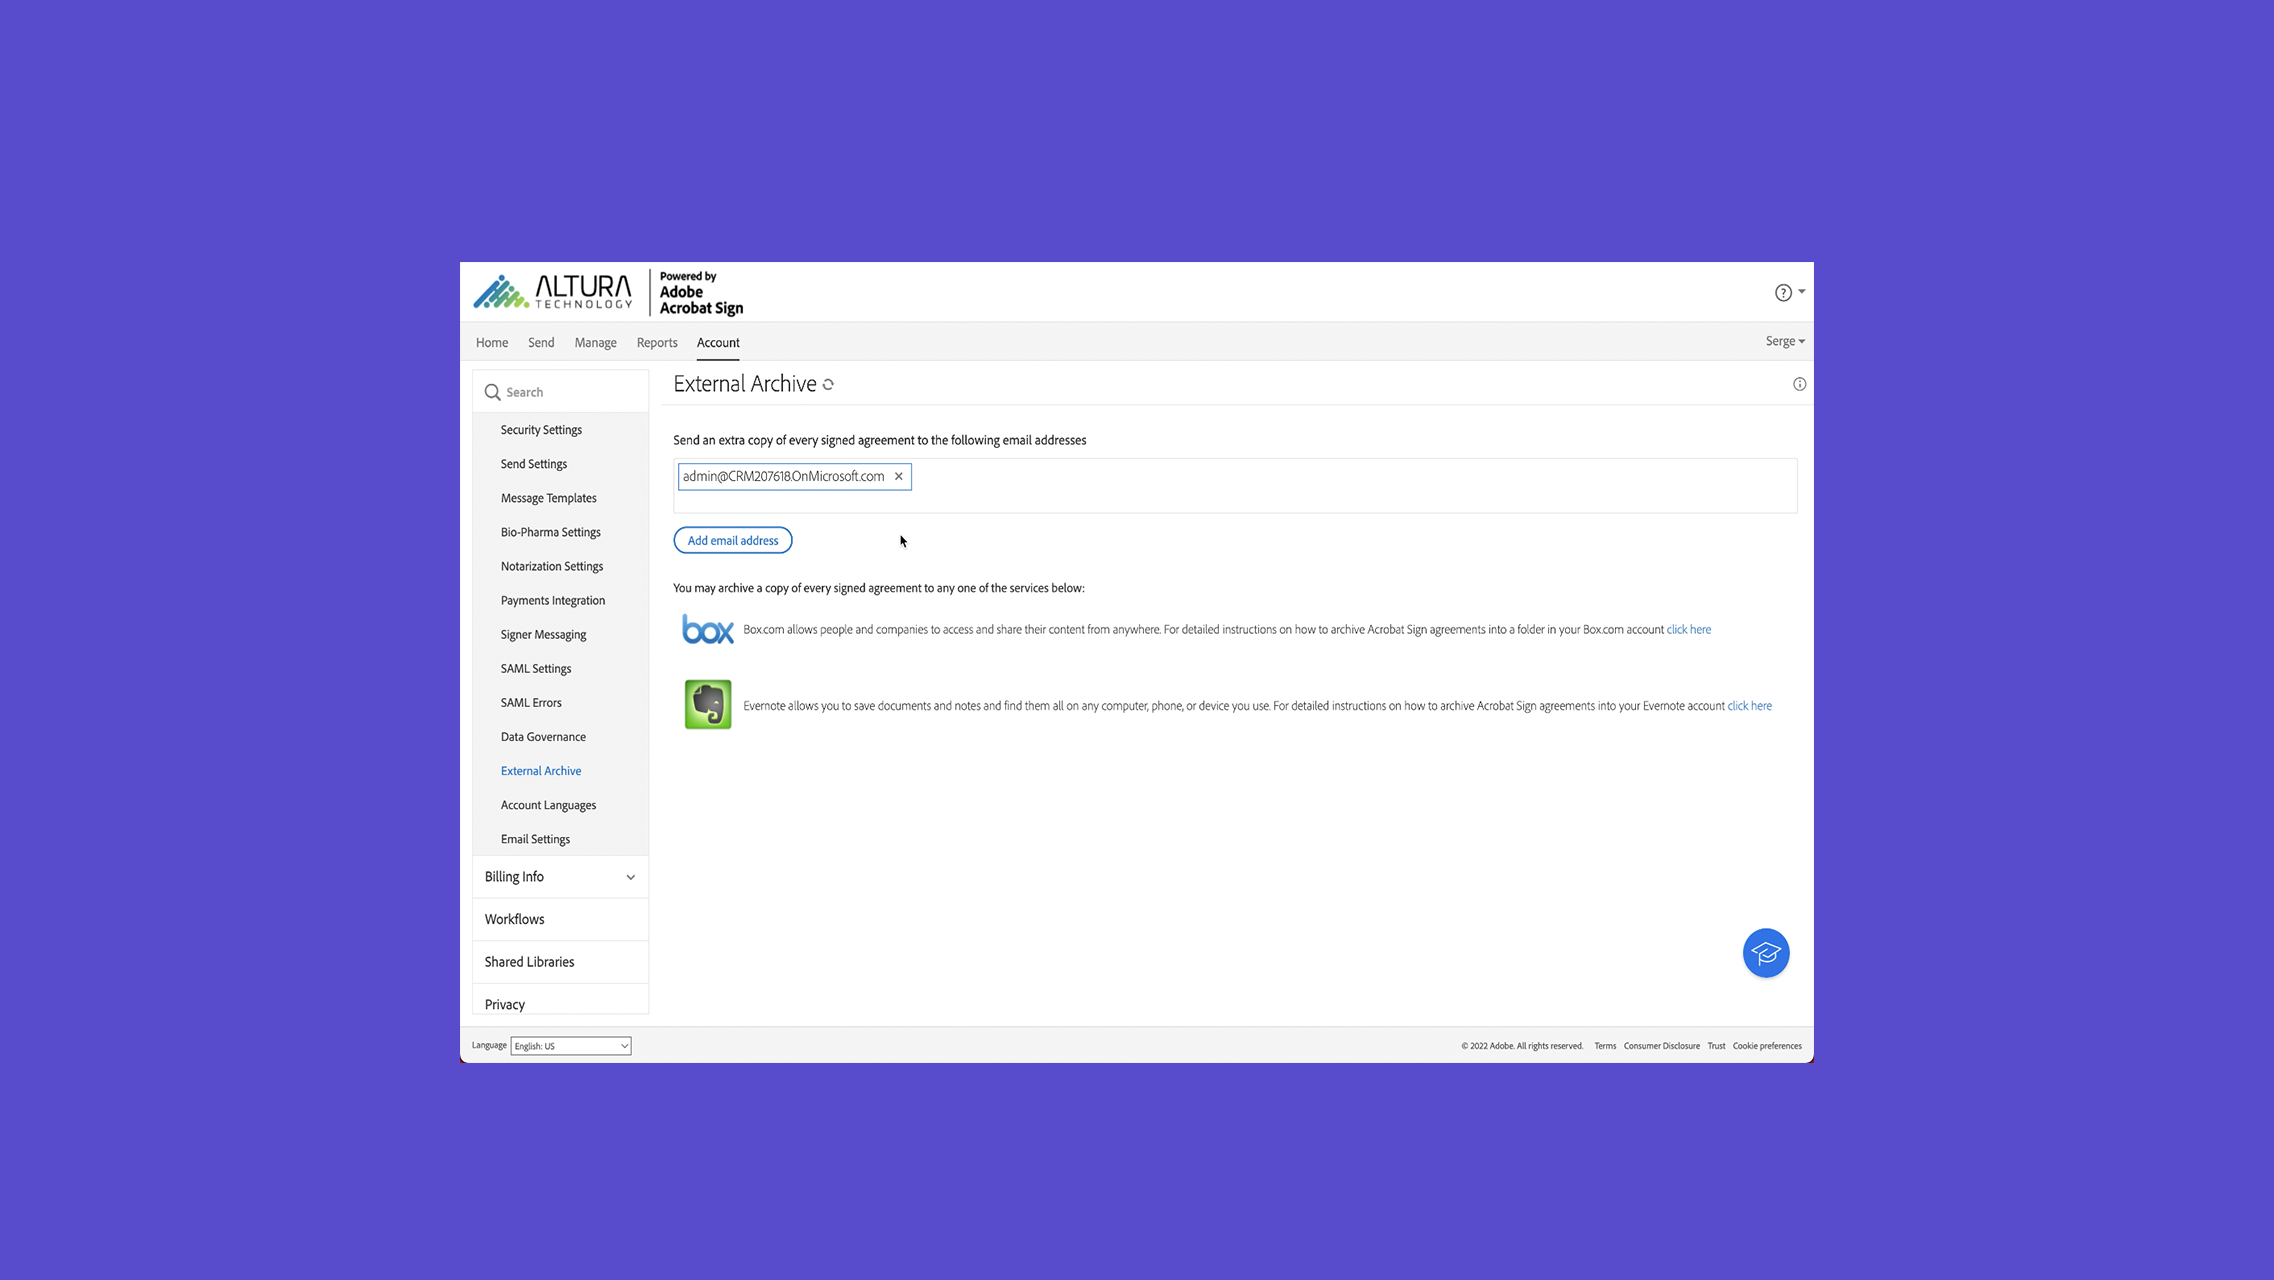 ALTURA
TECHNOLOGY
Powered by
Adobe
Acrobat Sign
?
Home Send Manage Reports Account
Serge
Search
Security Settings
Send Settings
Message Templates
Bio-Pharma Settings
Notarization Settings
Payments Integration
Signer Messaging
SAML Settings
SAML Errors
Data Governance
External Archive
Account Languages
Email Settings
Billing Info
Workflows
Shared Libraries
Privacy
External Archive
Send an extra copy of every signed agreement to the following email addresses
admin@CRM207618.OnMicrosoft.com ×
Add email address
You may archive a copy of every signed agreement to any one of the services below:
box Box.com allows people and companies to access and share their content from anywhere. For detailed instructions on how to archive Acrobat Sign agreements into a folder in your Box.com account click here
Evernote allows you to save documents and notes and find them all on any computer, phone, or device you use. For detailed instructions on how to archive Acrobat Sign agreements into your Evernote account click here
Language English: US
© 2022 Adobe. All rights reserved. Terms Consumer Disclosure Trust Cookie preferences